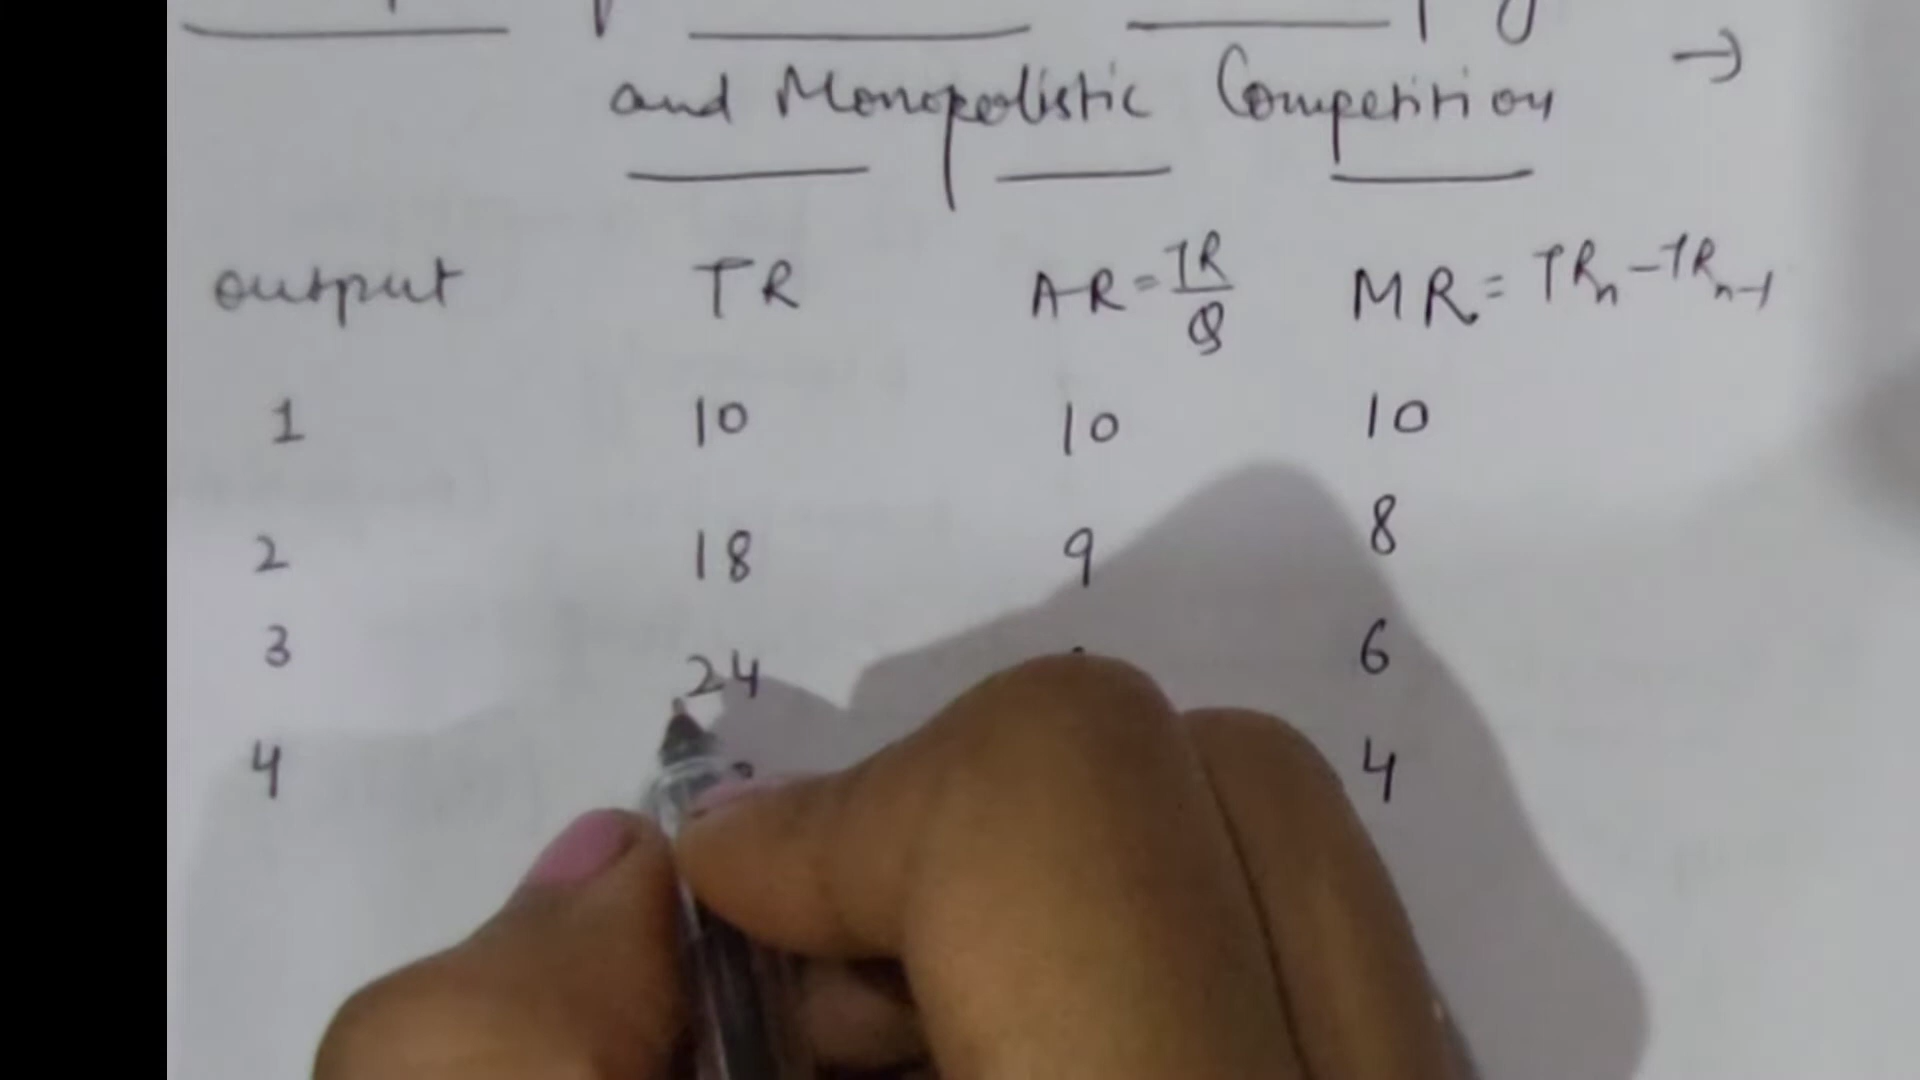 and Monopolistic Competition →
output TR AR = TR/Q MR = TRn - TRn-1
1 10 10 10
2 18 9 8
3 24 6
4 4